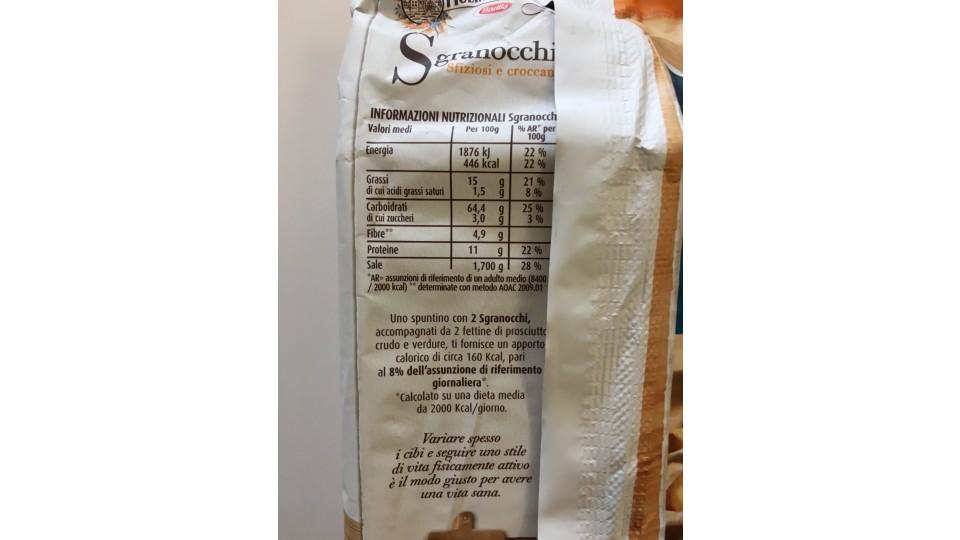 Barilla
Sgranocchi
Sfiziosi e croccan
INFORMAZIONI NUTRIZIONALI Sgranocch
Valori medi Per 100g % AR* per
100g
Energia 1876 kJ 22 %
446 kcal 22 %
Grassi 15 g 21 %
di cui acidi grassi saturi 1,5 g 8 %
Carboidrati 64,4 g 25 %
di cui zuccheri 3,0 g 3 %
Fibre** 4,9 g
Proteine 11 g 22 %
Sale 1,700 g 28 %
*AR= assunzioni di riferimento di un adulto medio (8400
/ 2000 kcal) ** determinate con metodo AOAC 2009.01
Uno spuntino con 2 Sgranocchi,
accompagnati da 2 fettine di prosciutto
crudo e verdure, ti fornisce un apporto
calorico di circa 160 Kcal, pari
al 8% dell'assunzione di riferimento
giornaliera*.
*Calcolato su una dieta media
da 2000 Kcal/giorno.
Variare spesso
i cibi e seguire uno stile
di vita fisicamente attivo
è il modo giusto per avere
una vita sana.